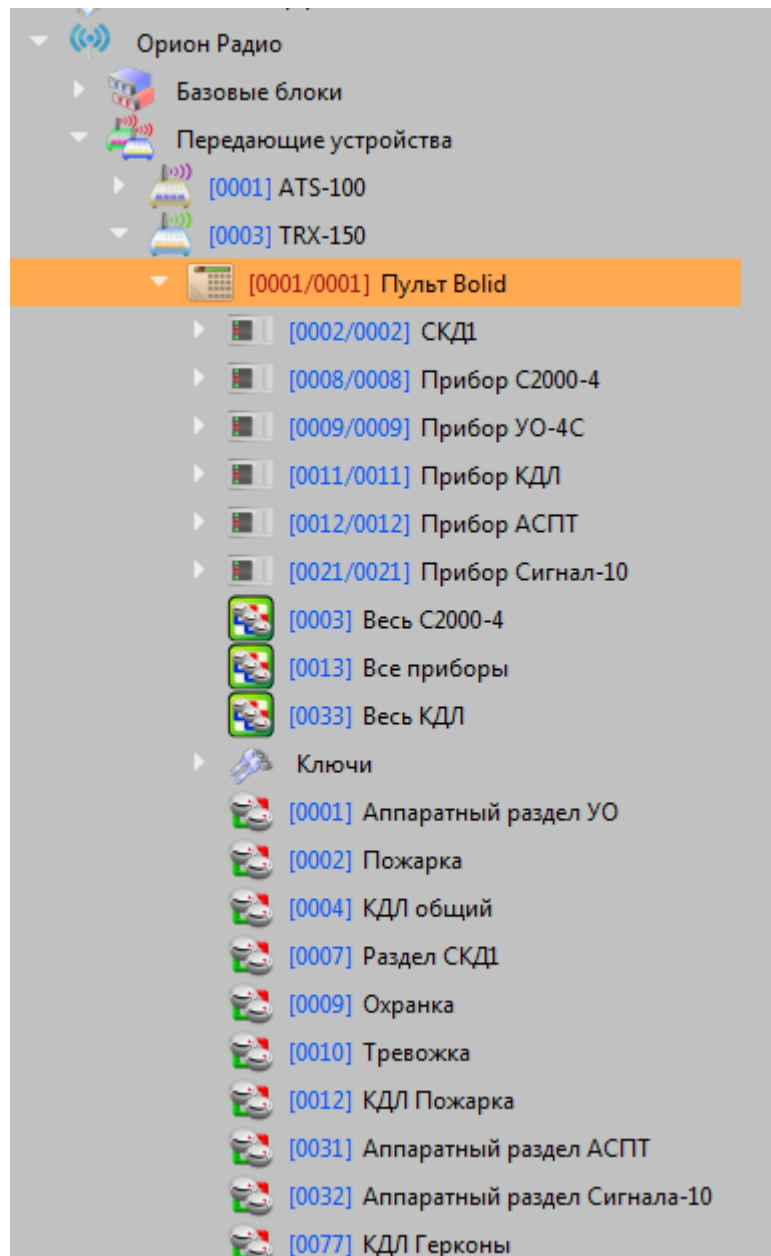 Орион Радио
Базовые блоки
Передающие устройства
[0001] ATS-100
[0003] TRX-150
[0001/0001] Пульт Bolid
[0002/0002] СКД1
[0008/0008] Прибор С2000-4
[0009/0009] Прибор УО-4С
[0011/0011] Прибор КДЛ
[0012/0012] Прибор АСПТ
[0021/0021] Прибор Сигнал-10
[0003] Весь С2000-4
[0013] Все приборы
[0033] Весь КДЛ
Ключи
[0001] Аппаратный раздел УО
[0002] Пожарка
[0004] КДЛ общий
[0007] Раздел СКД1
[0009] Охранка
[0010] Тревожка
[0012] КДЛ Пожарка
[0031] Аппаратный раздел АСПТ
[0032] Аппаратный раздел Сигнала-10
[0077] КДЛ Герконы